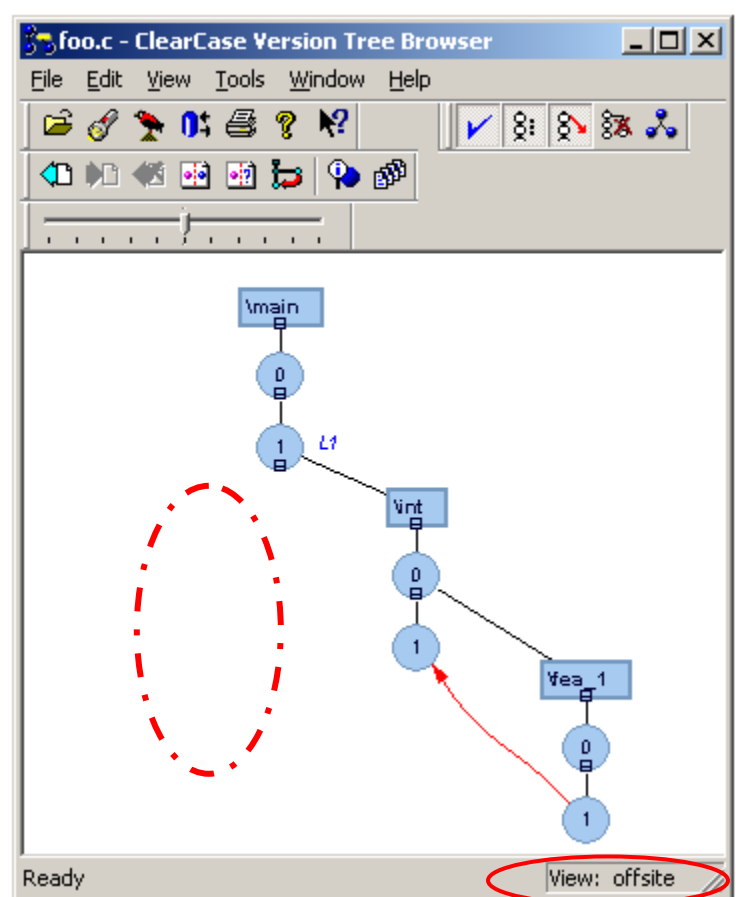 foo.c - ClearCase Version Tree Browser
File Edit View Tools Window Help
\main
0
1 L1
\int
0
1
\fea_1
0
1
Ready View: offsite